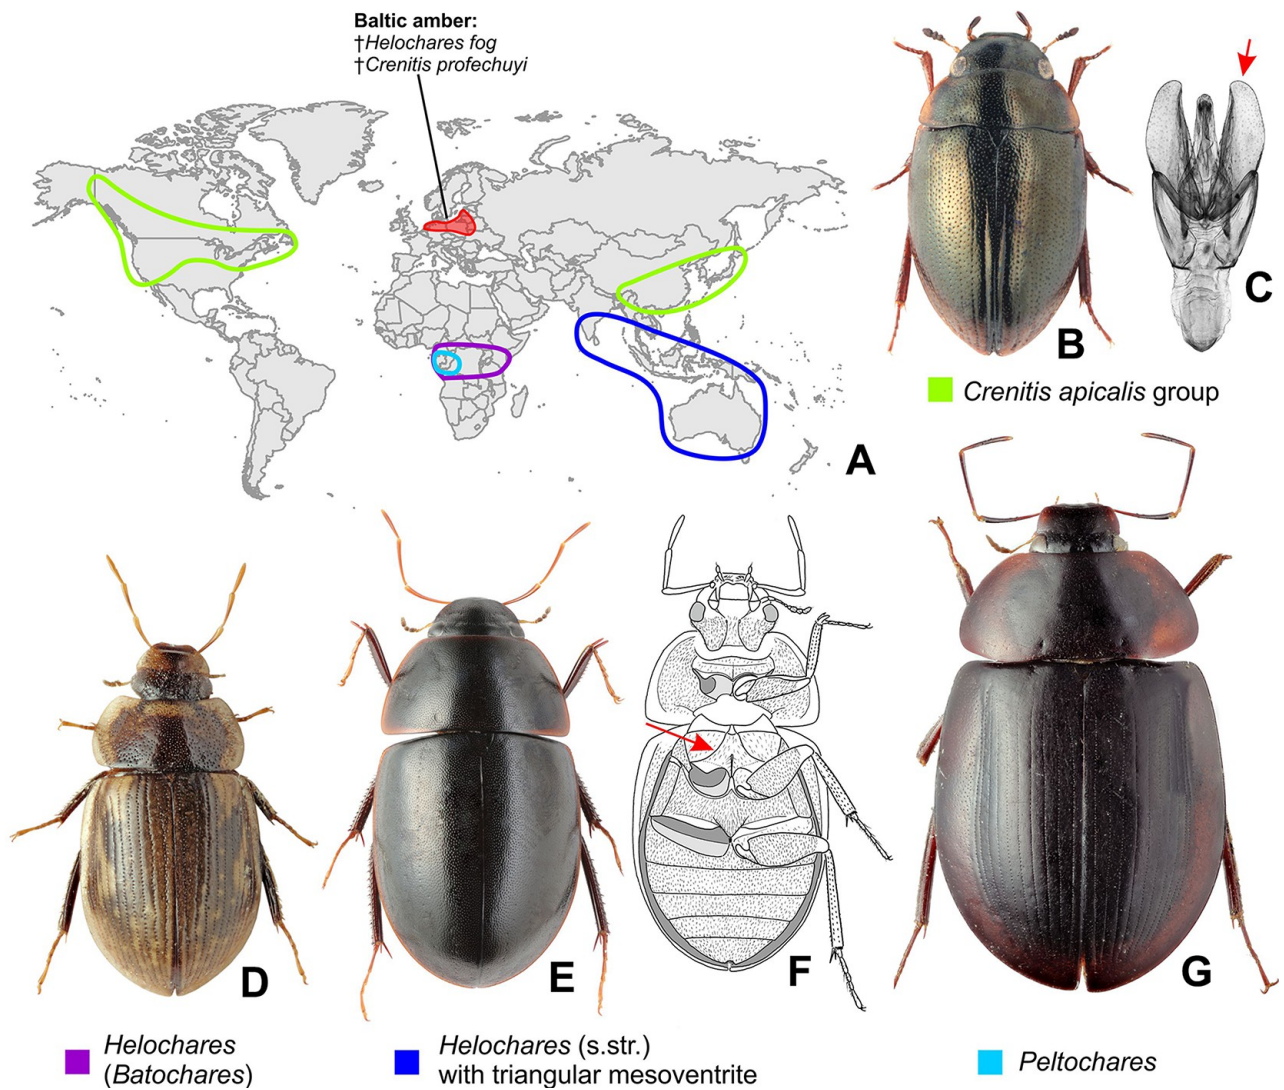 Baltic amber:
†Helochares fog
†Crenitis profechuyi
A
B
C
Crenitis apicalis group
D
E
F
G
Helochares
(Batochares)
Helochares (s.str.)
with triangular mesoventrite
Peltochares